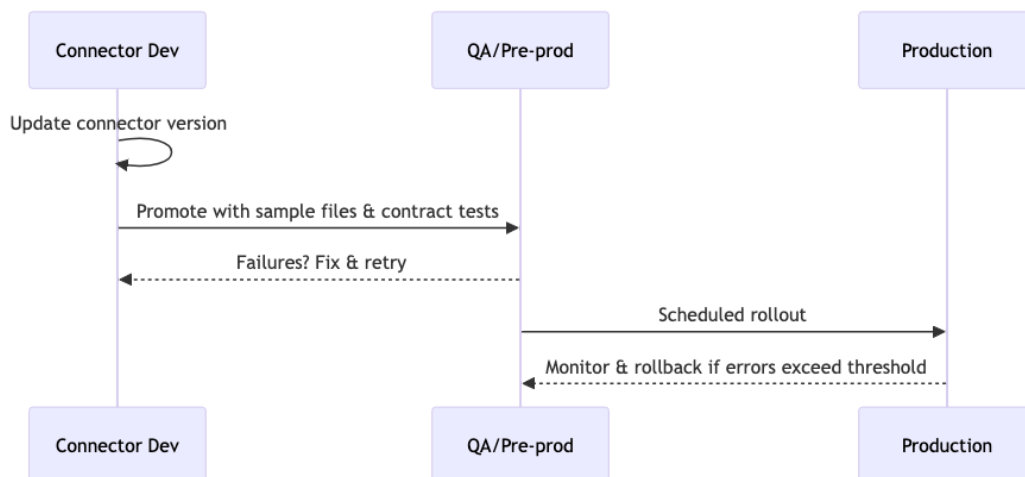 Connector Dev
QA/Pre-prod
Production
Update connector version
Promote with sample files & contract tests
Failures? Fix & retry
Scheduled rollout
Monitor & rollback if errors exceed threshold
Connector Dev
QA/Pre-prod
Production